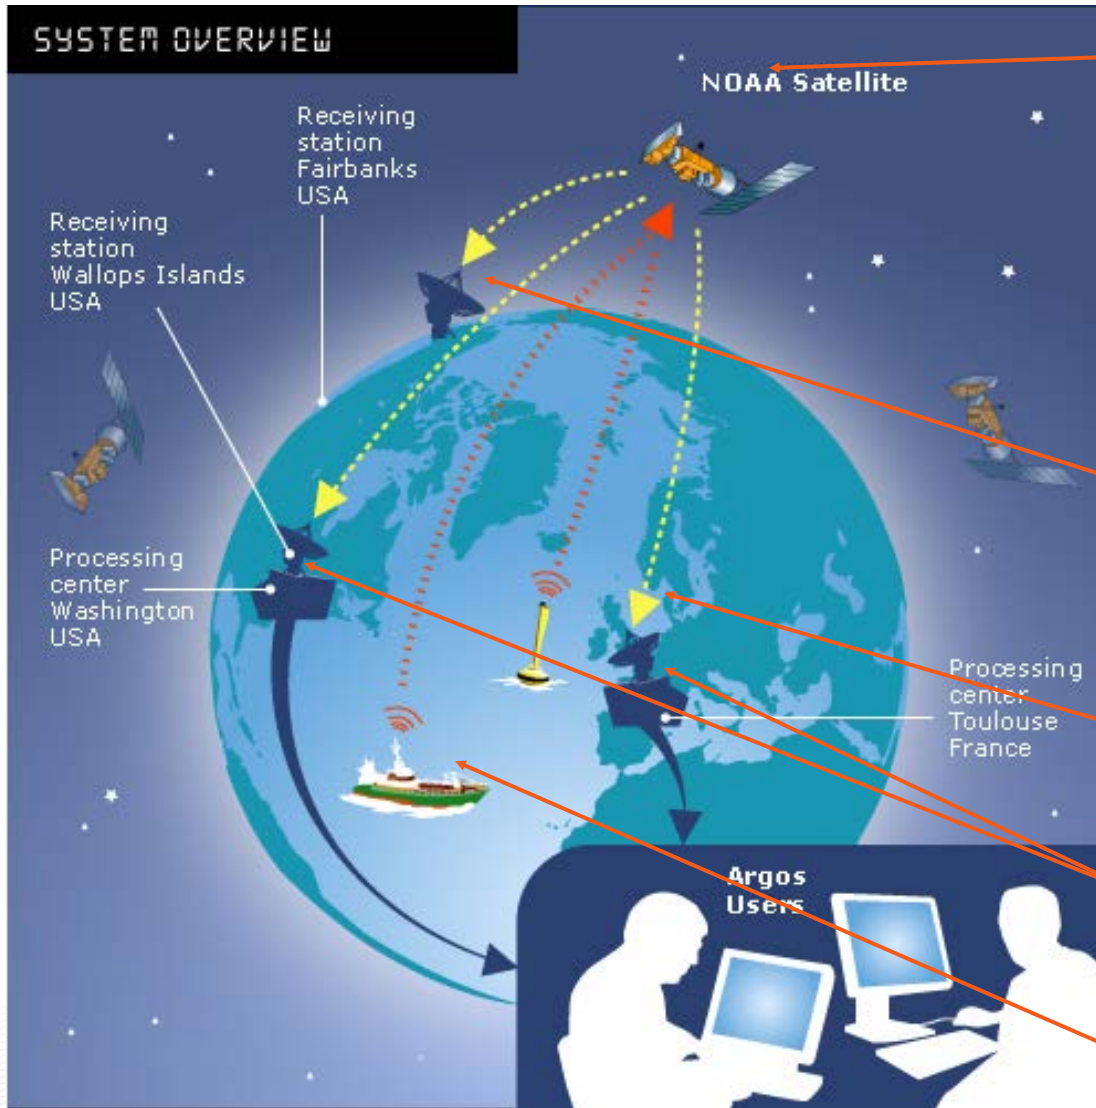 SYSTEM OVERVIEW
NOAA Satellite
Receiving
station
Fairbanks
USA
Receiving
station
Wallops Islands
USA
Processing
center
Washington
USA
Processing
center
Toulouse
France
Argos
Users